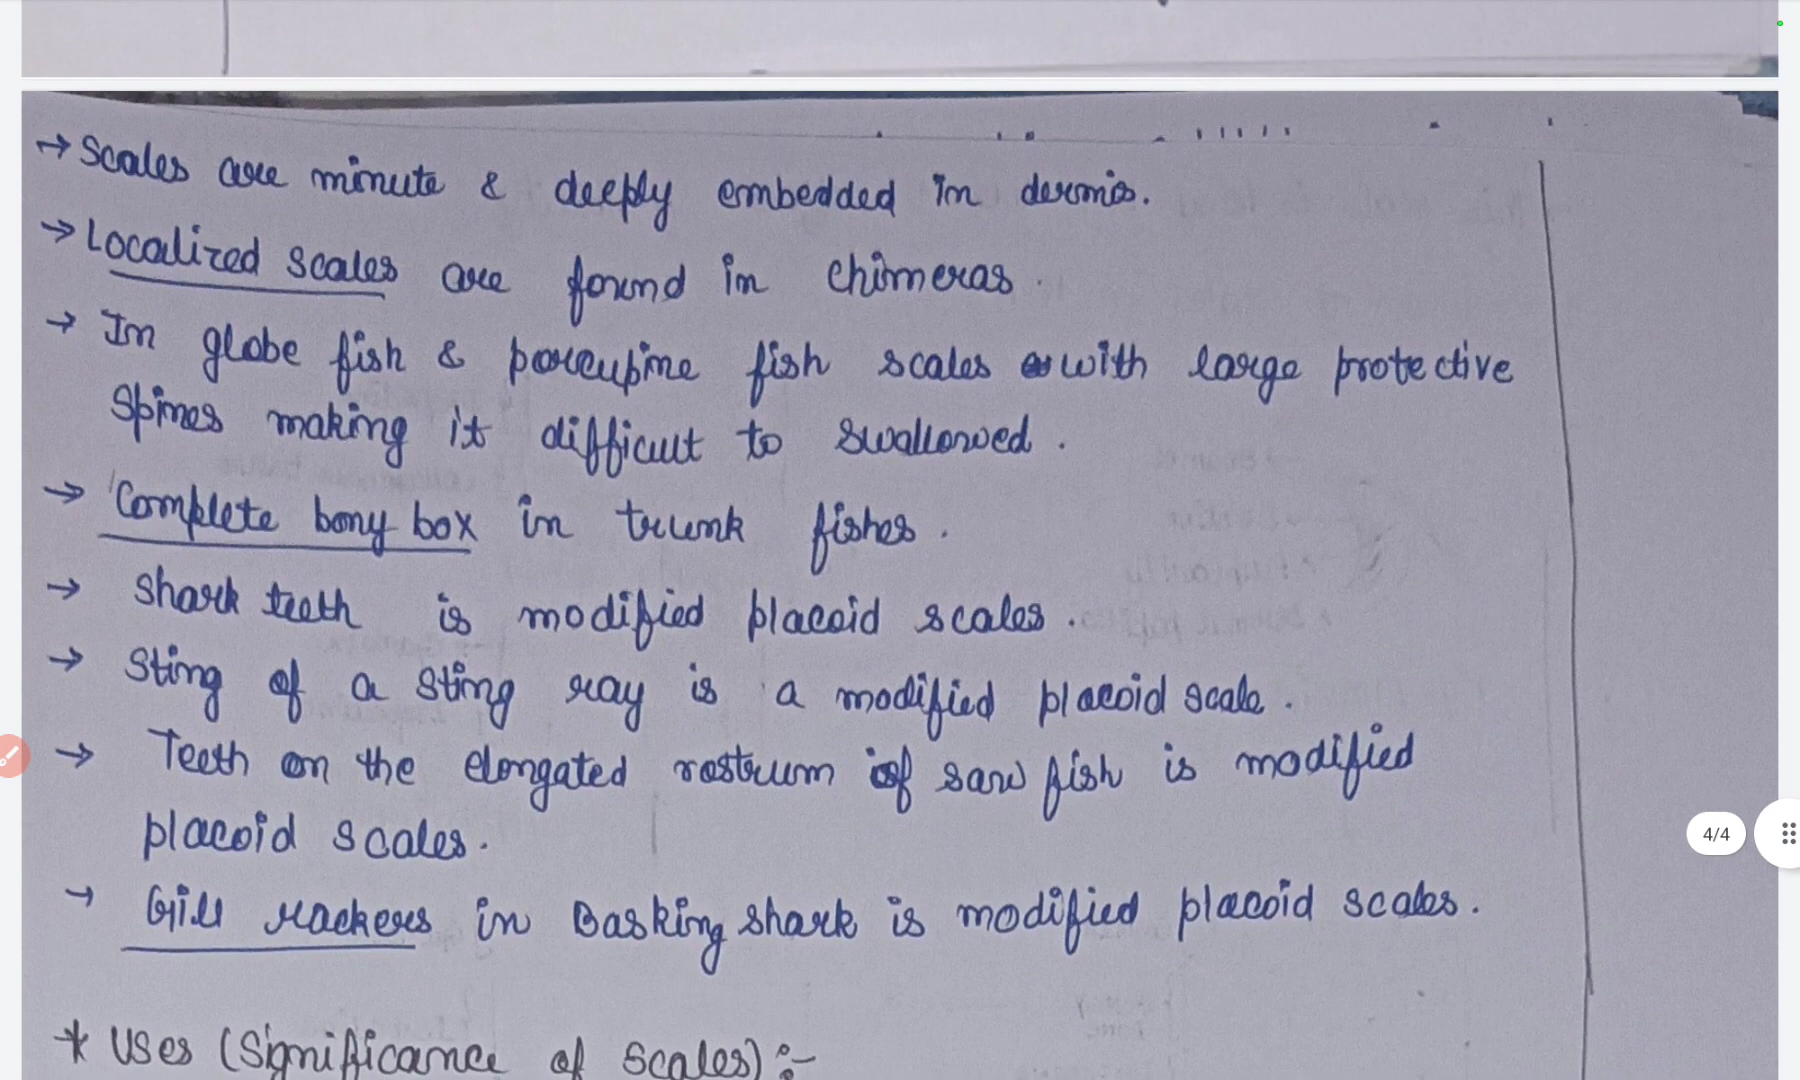 → Scales are minute & deeply embedded in dermis.
→ Localized scales are found in chimeras.
→ In globe fish & porcupine fish scales with large protective
Spines making it difficult to swallowed.
→ Complete bony box in trunk fishes.
→ Shark teeth is modified placoid scales.
→ Sting of a sting ray is a modified placoid scale.
→ Teeth on the elongated rostrum of saw fish is modified
placoid scales.
→ Gill rackers in Basking shark is modified placoid scales.
4/4
* Uses (Significance of Scales) :-